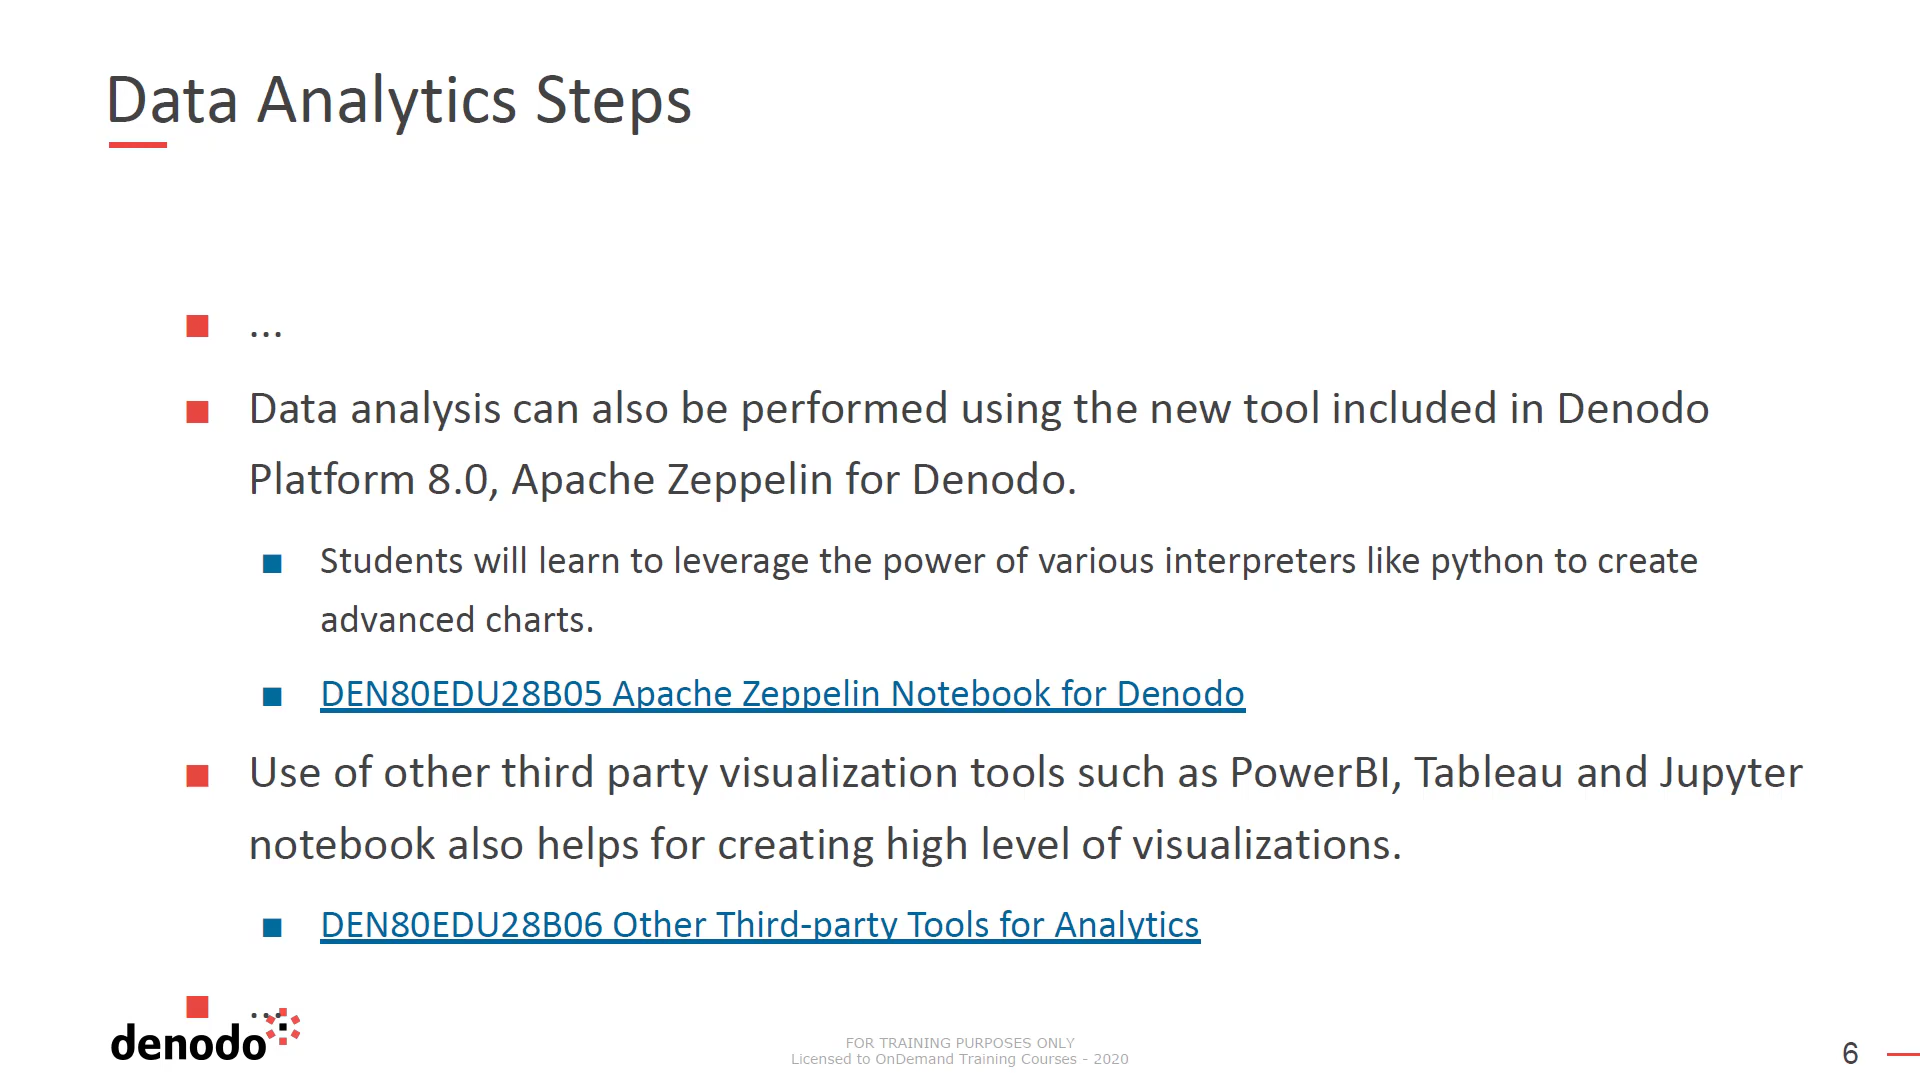 Data Analytics Steps
...
Data analysis can also be performed using the new tool included in Denodo
Platform 8.0, Apache Zeppelin for Denodo.
Students will learn to leverage the power of various interpreters like python to create
advanced charts.
DEN80EDU28B05 Apache Zeppelin Notebook for Denodo
Use of other third party visualization tools such as PowerBI, Tableau and Jupyter
notebook also helps for creating high level of visualizations.
DEN80EDU28B06 Other Third-party Tools for Analytics
...
denodo
FOR TRAINING PURPOSES ONLY
Licensed to OnDemand Training Courses - 2020
6